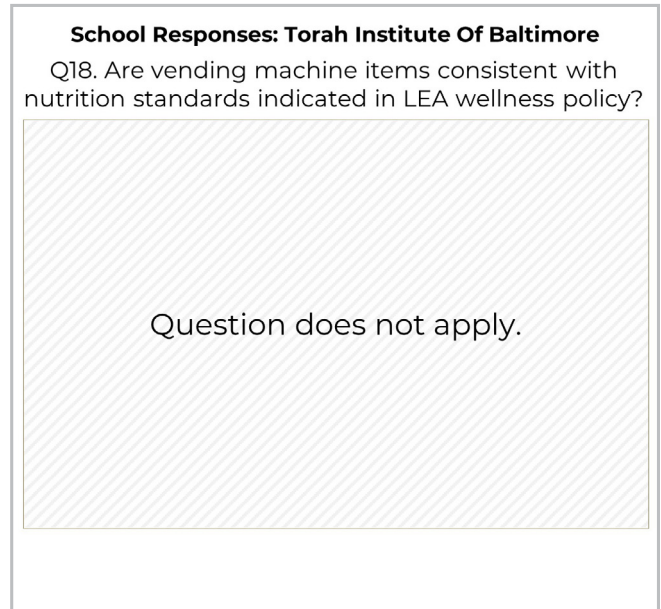 School Responses: Torah Institute Of Baltimore
Q18. Are vending machine items consistent with
nutrition standards indicated in LEA wellness policy?
Question does not apply.